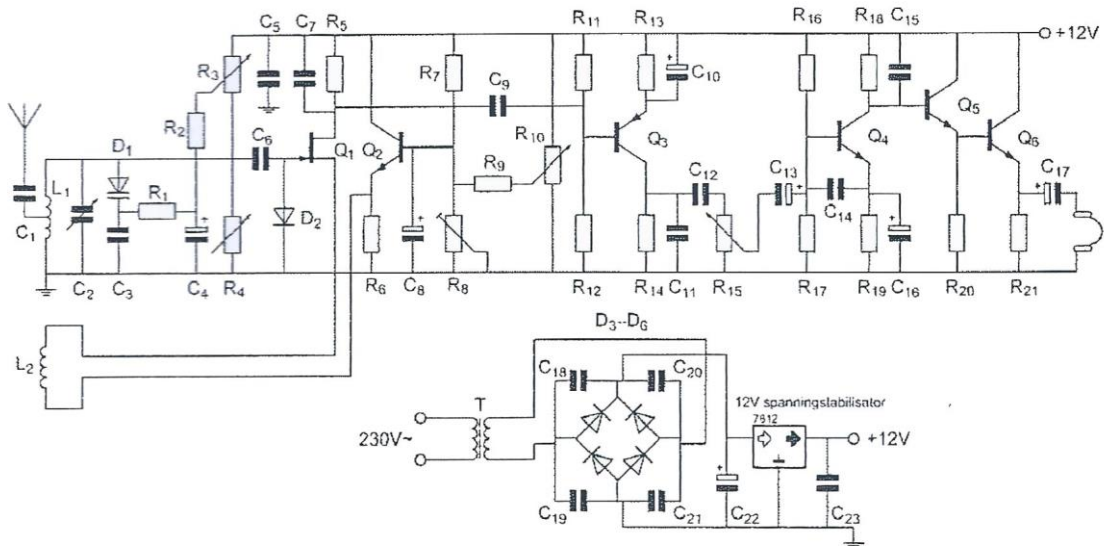 C5 C7 R5 R11 R13 R16 R18 C15
+12V
R3 R7 C9 C10
R2 D1 C6 Q1 Q2 R10 Q3 Q4 Q5 Q6
L1 R1 R9 C12 C13 C17
C1 D2 C14
C2 C3 C4 R4 R6 C8 R8 R12 R14 C11 R15 R17 R19 C16 R20 R21
L2
D3--D6
C18 C20
T
12V spanningstabilisator
7812
230V~
+12V
C19 C21 C22 C23